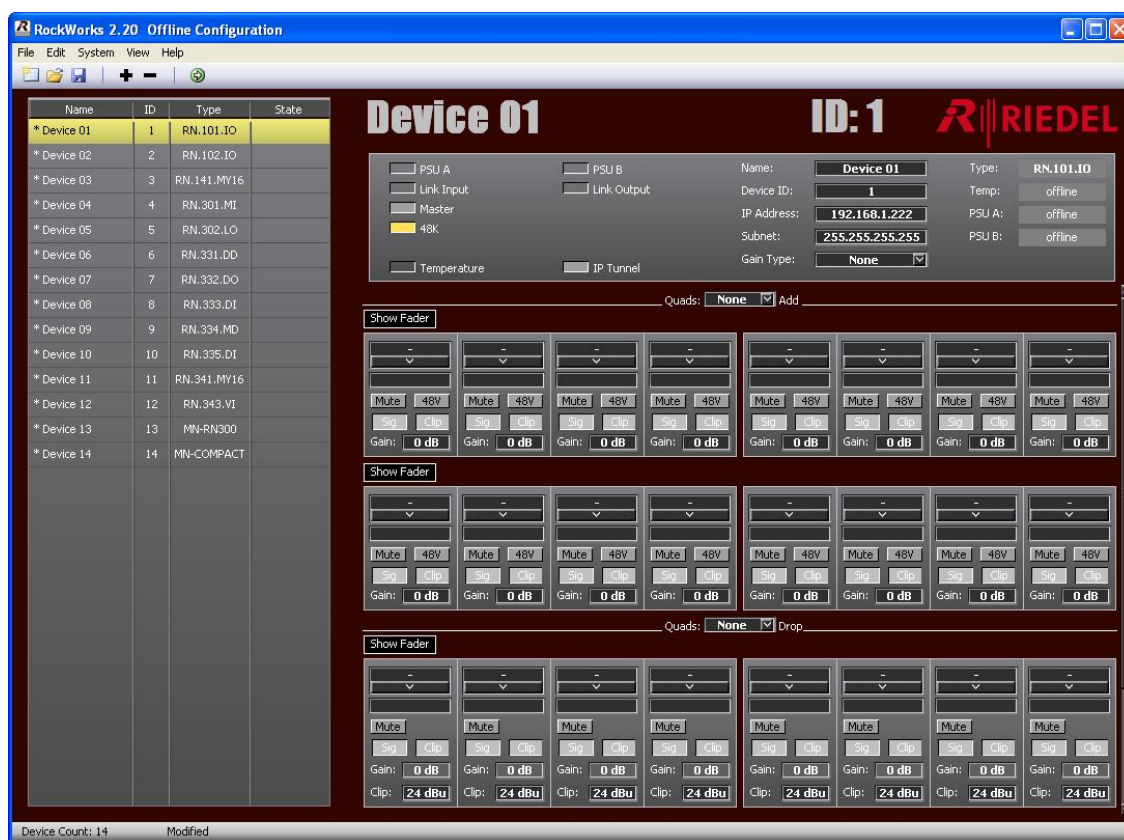 RockWorks 2.20 Offline Configuration
File Edit System View Help
Name ID Type State
* Device 01 1 RN.101.IO
* Device 02 2 RN.102.IO
* Device 03 3 RN.141.MY16
* Device 04 4 RN.301.MI
* Device 05 5 RN.302.LO
* Device 06 6 RN.331.DD
* Device 07 7 RN.332.DO
* Device 08 8 RN.333.DI
* Device 09 9 RN.334.MD
* Device 10 10 RN.335.DI
* Device 11 11 RN.341.MY16
* Device 12 12 RN.343.VI
* Device 13 13 MN-RN300
* Device 14 14 MN-COMPACT
Device 01 ID: 1 RIEDEL
PSU A PSU B Name: Device 01 Type: RN.101.IO
Link Input Link Output Device ID: 1 Temp: offline
Master IP Address: 192.168.1.222 PSU A: offline
48K Subnet: 255.255.255.255 PSU B: offline
Temperature IP Tunnel Gain Type: None
Quads: None Add
Show Fader
- - - - - - - -
Mute 48V Mute 48V Mute 48V Mute 48V Mute 48V Mute 48V Mute 48V Mute 48V
Sig Clip Sig Clip Sig Clip Sig Clip Sig Clip Sig Clip Sig Clip Sig Clip
Gain: 0 dB Gain: 0 dB Gain: 0 dB Gain: 0 dB Gain: 0 dB Gain: 0 dB Gain: 0 dB Gain: 0 dB
Show Fader
- - - - - - - -
Mute 48V Mute 48V Mute 48V Mute 48V Mute 48V Mute 48V Mute 48V Mute 48V
Sig Clip Sig Clip Sig Clip Sig Clip Sig Clip Sig Clip Sig Clip Sig Clip
Gain: 0 dB Gain: 0 dB Gain: 0 dB Gain: 0 dB Gain: 0 dB Gain: 0 dB Gain: 0 dB Gain: 0 dB
Quads: None Drop
Show Fader
- - - - - - - -
Mute Mute Mute Mute Mute Mute Mute Mute
Sig Clip Sig Clip Sig Clip Sig Clip Sig Clip Sig Clip Sig Clip Sig Clip
Gain: 0 dB Gain: 0 dB Gain: 0 dB Gain: 0 dB Gain: 0 dB Gain: 0 dB Gain: 0 dB Gain: 0 dB
Clip: 24 dBu Clip: 24 dBu Clip: 24 dBu Clip: 24 dBu Clip: 24 dBu Clip: 24 dBu Clip: 24 dBu Clip: 24 dBu
Device Count: 14 Modified